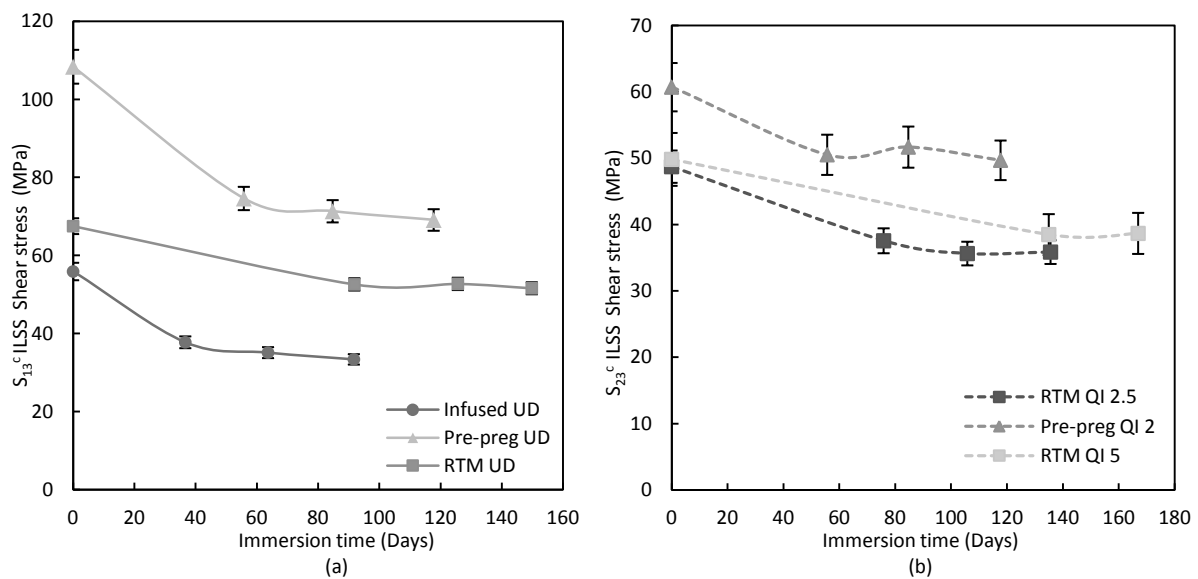 120
100
80
60
40
20
0
S₁₃ᶜ ILSS Shear stress (MPa)
Infused UD
Pre-preg UD
RTM UD
0 20 40 60 80 100 120 140 160
Immersion time (Days)
(a)
70
60
50
40
30
20
10
0
S₂₃ᶜ ILSS Shear stress (MPa)
RTM QI 2.5
Pre-preg QI 2
RTM QI 5
0 20 40 60 80 100 120 140 160 180
Immersion time (Days)
(b)